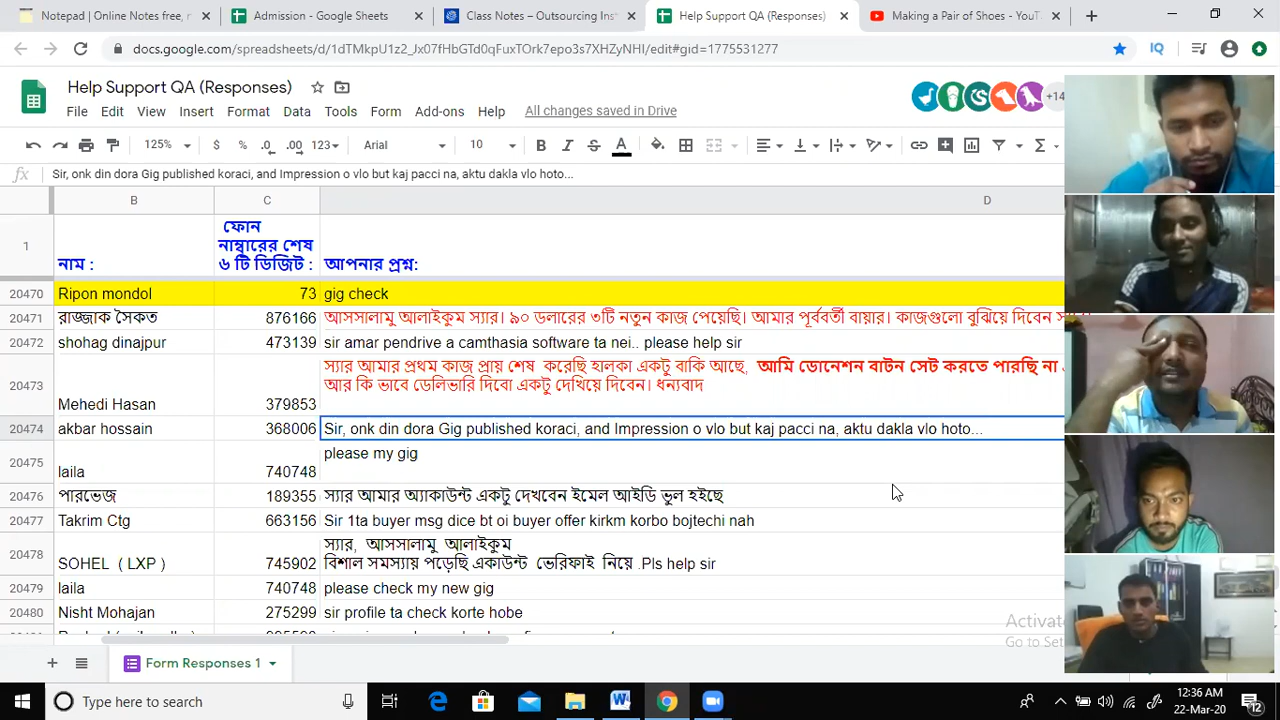 Notepad | Online Notes free, n
Admission - Google Sheets
Class Notes – Outsourcing Ins
Help Support QA (Responses)
Making a Pair of Shoes - YouT
docs.google.com/spreadsheets/d/1dTMkpU1z2_Jx07fHbGTd0qFuxTOrk7epo3s7XHZyNHI/edit#gid=1775531277
Help Support QA (Responses)
+14
File Edit View Insert Format Data Tools Form Add-ons Help All changes saved in Drive
125% $ % .0 .00 123 Arial 10 B I S A
fx Sir, onk din dora Gig published koraci, and Impression o vlo but kaj pacci na, aktu dakla vlo hoto...
B C D
1 নাম : ফোন নাম্বারের শেষ ৬ টি ডিজিট : আপনার প্রশ্ন:
20470 Ripon mondol 73 gig check
20471 রাজ্জাক সৈকত 876166 আসসালামু আলাইকুম স্যার। ৯০ ডলারের ৩টি নতুন কাজ পেয়েছি। আমার পূর্ববর্তী বায়ার। কাজগুলো বুঝিয়ে দিবেন
20472 shohag dinajpur 473139 sir amar pendrive a camthasia software ta nei.. please help sir
20473 Mehedi Hasan 379853 স্যার আমার প্রথম কাজ প্রায় শেষ করেছি হালকা একটু বাকি আছে, আমি ডোনেশন বাটন সেট করতে পারছি না
আর কি ভাবে ডেলিভারি দিবো একটু দেখিয়ে দিবেন। ধন্যবাদ
20474 akbar hossain 368006 Sir, onk din dora Gig published koraci, and Impression o vlo but kaj pacci na, aktu dakla vlo hoto...
20475 laila 740748 please my gig
20476 পারভেজ 189355 স্যার আমার অ্যাকাউন্ট একটু দেখবেন ইমেল আইডি ভুল হইছে
20477 Takrim Ctg 663156 Sir 1ta buyer msg dice bt oi buyer offer kirkm korbo bojtechi nah
20478 SOHEL ( LXP ) 745902 স্যার, আসসালামু আলাইকুম
বিশাল সমস্যায় পড়েছি একাউন্ট ভেরিফাই নিয়ে .Pls help sir
20479 laila 740748 please check my new gig
20480 Nisht Mohajan 275299 sir profile ta check korte hobe
Activate
Go to Set
Form Responses 1
Type here to search
12:36 AM
22-Mar-20
12